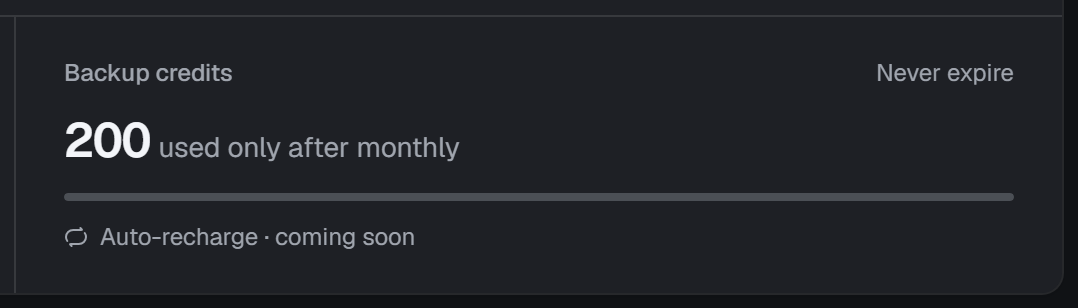 Backup credits
Never expire
200 used only after monthly
Auto-recharge · coming soon